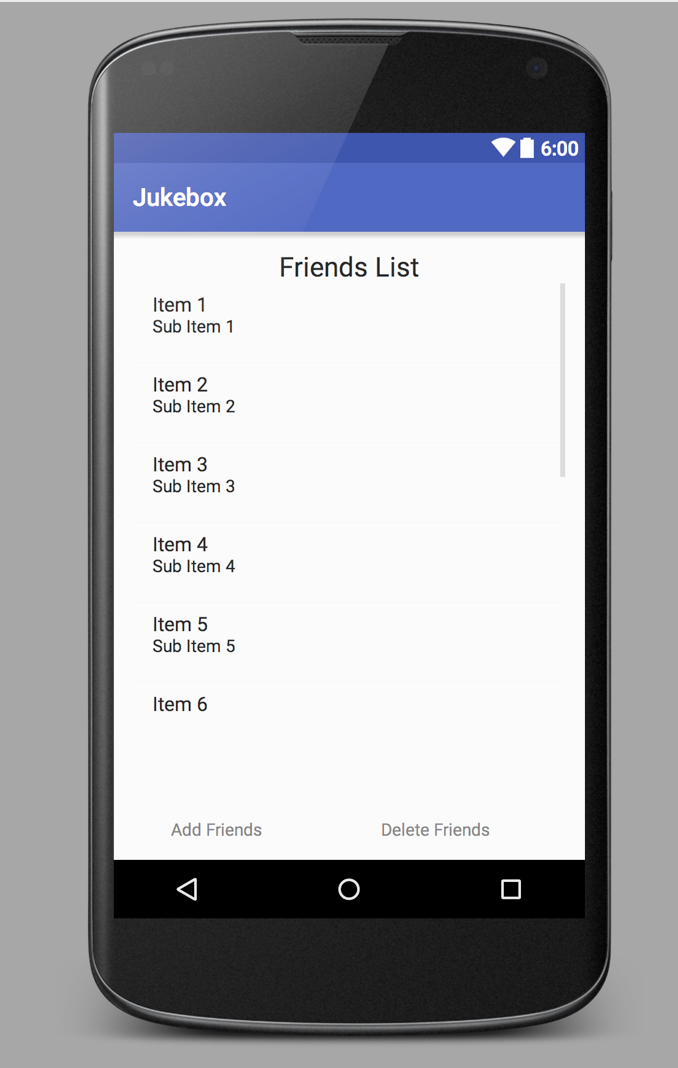 6:00
Jukebox
Friends List
Item 1
Sub Item 1
Item 2
Sub Item 2
Item 3
Sub Item 3
Item 4
Sub Item 4
Item 5
Sub Item 5
Item 6
Add Friends Delete Friends